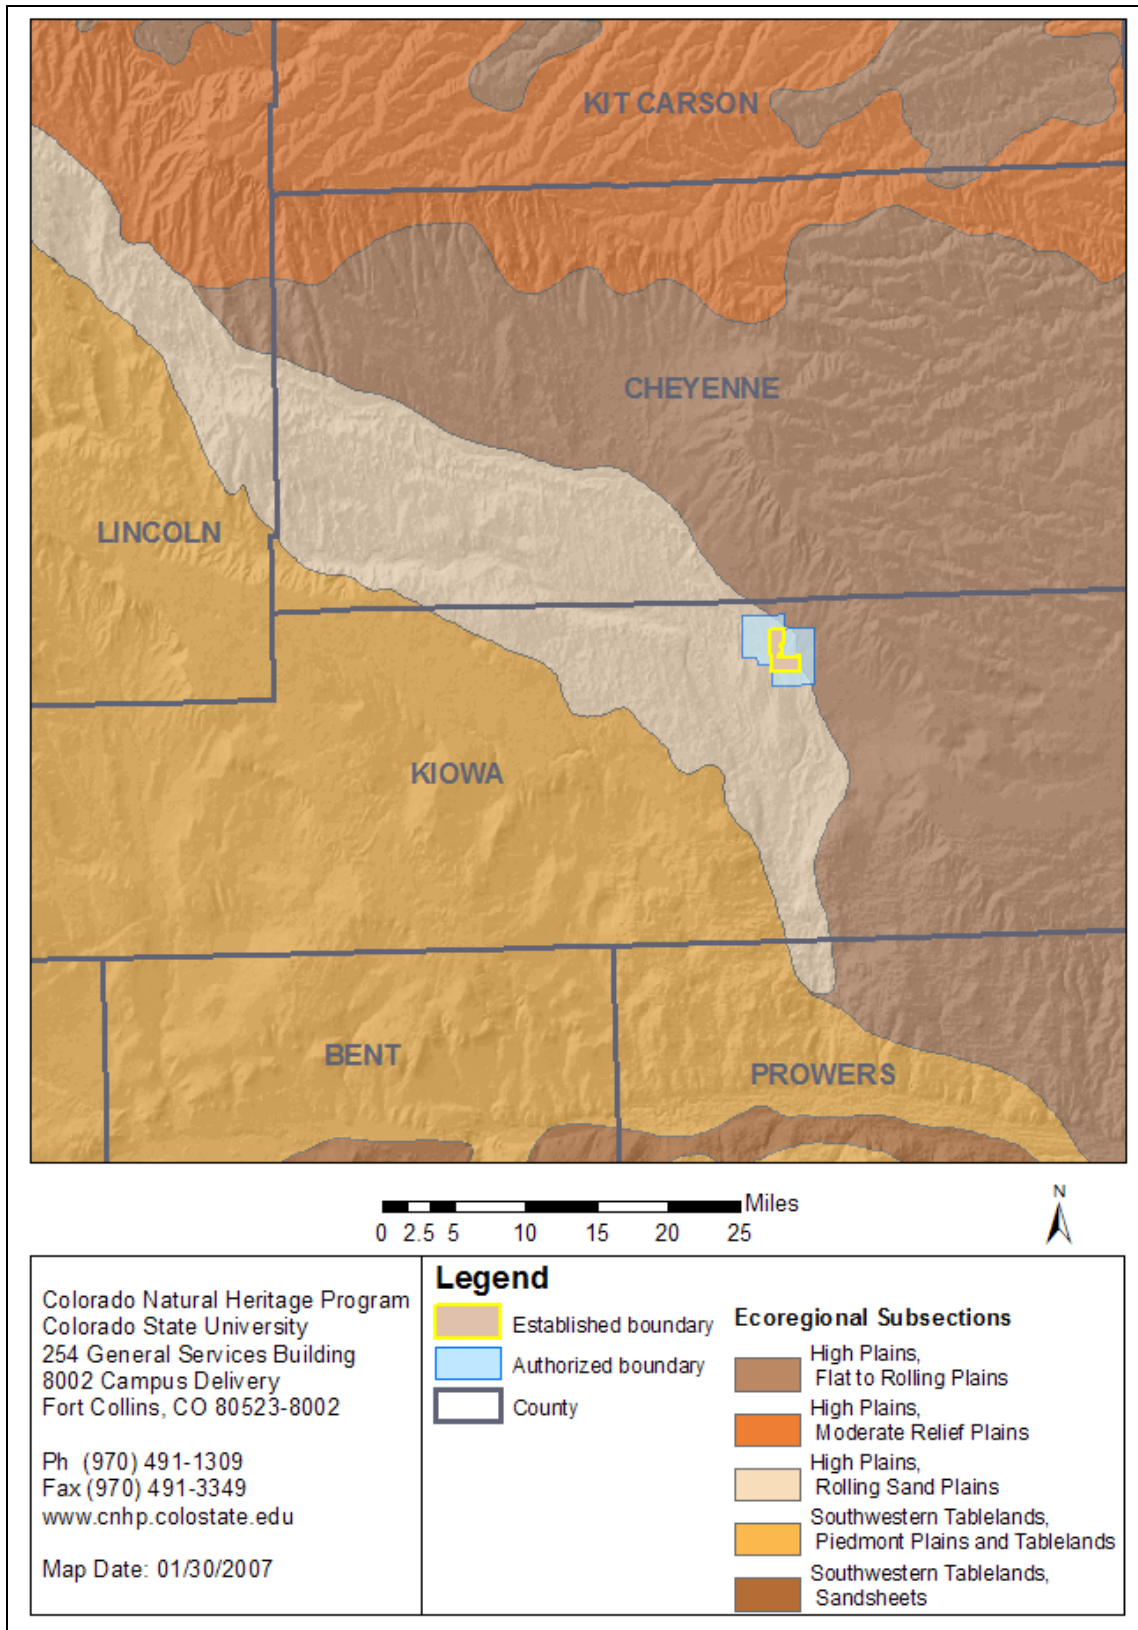 KIT CARSON
CHEYENNE
LINCOLN
KIOWA
BENT
PROWERS
Miles
0 2.5 5 10 15 20 25
N
Colorado Natural Heritage Program
Colorado State University
254 General Services Building
8002 Campus Delivery
Fort Collins, CO 80523-8002
Ph (970) 491-1309
Fax (970) 491-3349
www.cnhp.colostate.edu
Map Date: 01/30/2007
Legend
Established boundary
Authorized boundary
County
Ecoregional Subsections
High Plains,
Flat to Rolling Plains
High Plains,
Moderate Relief Plains
High Plains,
Rolling Sand Plains
Southwestern Tablelands,
Piedmont Plains and Tablelands
Southwestern Tablelands,
Sandsheets